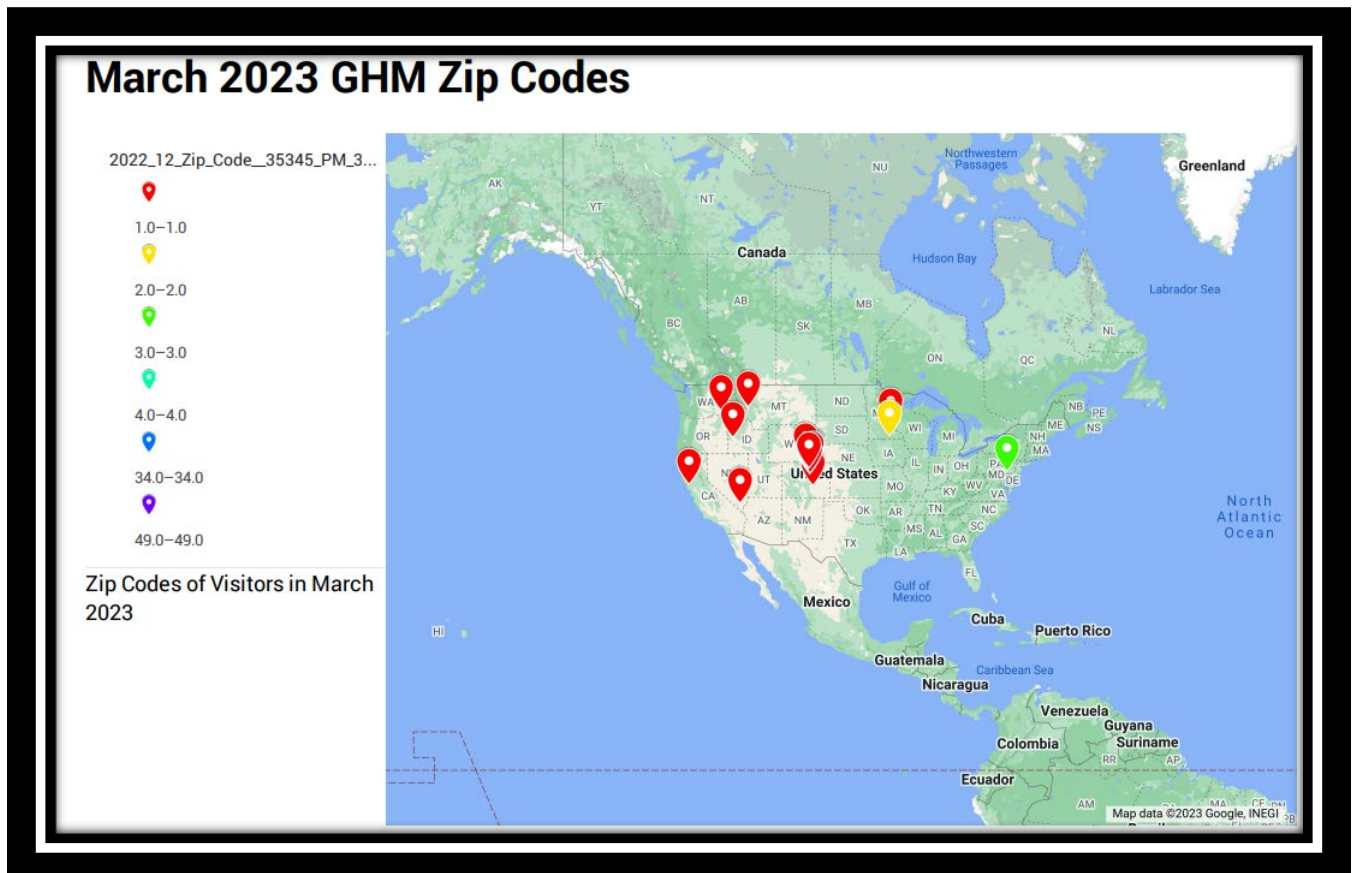 March 2023 GHM Zip Codes
2022_12_Zip_Code__35345_PM_3...
1.0–1.0
2.0–2.0
3.0–3.0
4.0–4.0
34.0–34.0
49.0–49.0
Zip Codes of Visitors in March
2023
Greenland
Northwestern
Passages
NU
AK
NT
YT
Canada
Hudson Bay
Labrador Sea
AB
MB
BC
SK
NL
ON
QC
WA
MT
ND
NB
PE
ME
NS
OR
ID
SD
WI
MI
NH
MA
NE
IA
IL
IN
OH
PA
MD
DE
United States
UT
CA
MO
KY
WV
VA
North
Atlantic
Ocean
AZ
NM
OK
AR
TN
NC
SC
MS
AL
GA
TX
LA
FL
Gulf of
Mexico
Mexico
Cuba
Puerto Rico
HI
Guatemala
Caribbean Sea
Nicaragua
Venezuela
Guyana
Colombia
Suriname
RR
AP
Ecuador
AM
MA
CE
Map data ©2023 Google, INEGI
PB